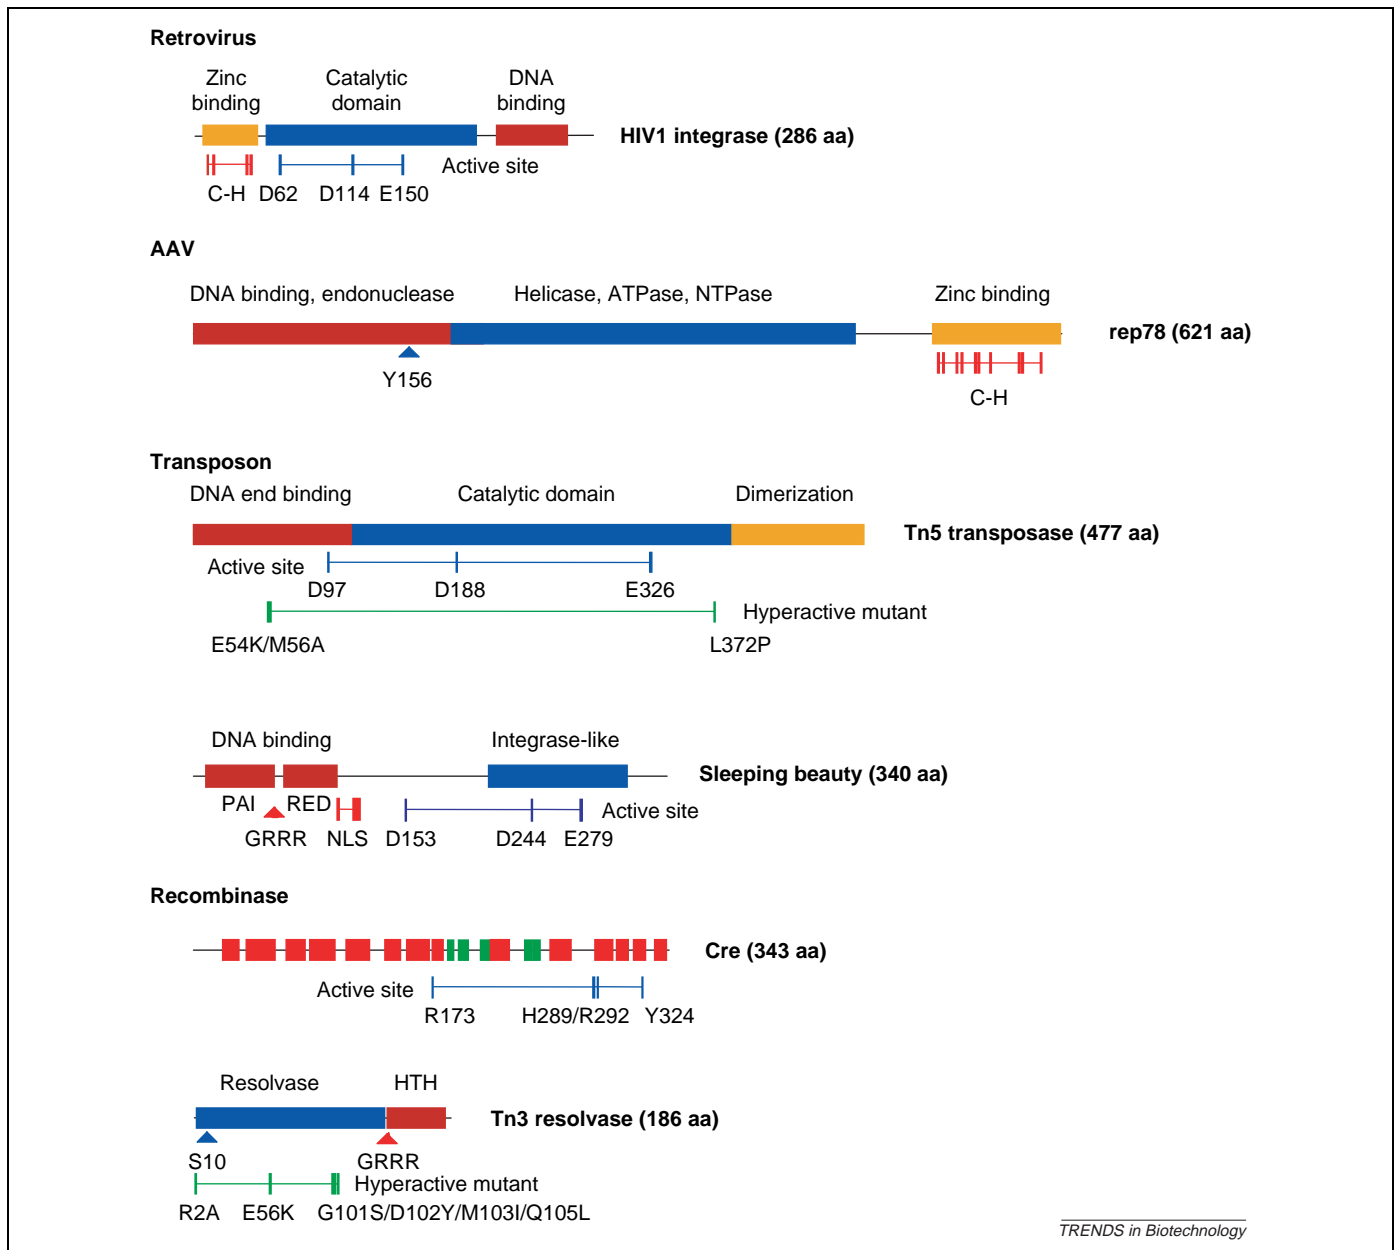 Retrovirus
Zinc binding
Catalytic domain
DNA binding
HIV1 integrase (286 aa)
Active site
C-H D62 D114 E150
AAV
DNA binding, endonuclease Helicase, ATPase, NTPase Zinc binding
rep78 (621 aa)
Y156
C-H
Transposon
DNA end binding Catalytic domain Dimerization
Tn5 transposase (477 aa)
Active site
D97 D188 E326
Hyperactive mutant
E54K/M56A L372P
DNA binding Integrase-like
Sleeping beauty (340 aa)
PAI RED Active site
GRRR NLS D153 D244 E279
Recombinase
Cre (343 aa)
Active site
R173 H289/R292 Y324
Resolvase HTH
Tn3 resolvase (186 aa)
S10 GRRR
Hyperactive mutant
R2A E56K G101S/D102Y/M103I/Q105L
TRENDS in Biotechnology